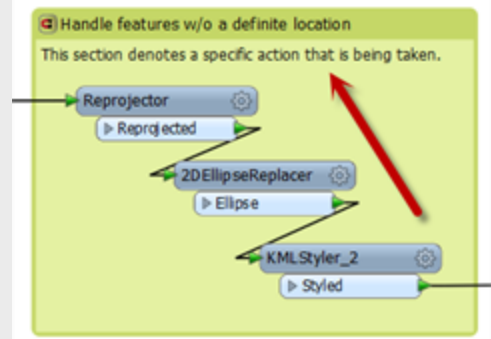 Handle features w/o a definite location
This section denotes a specific action that is being taken.
Reprojector
Reprojected
2DEllipseReplacer
Ellipse
KMLStyler_2
Styled